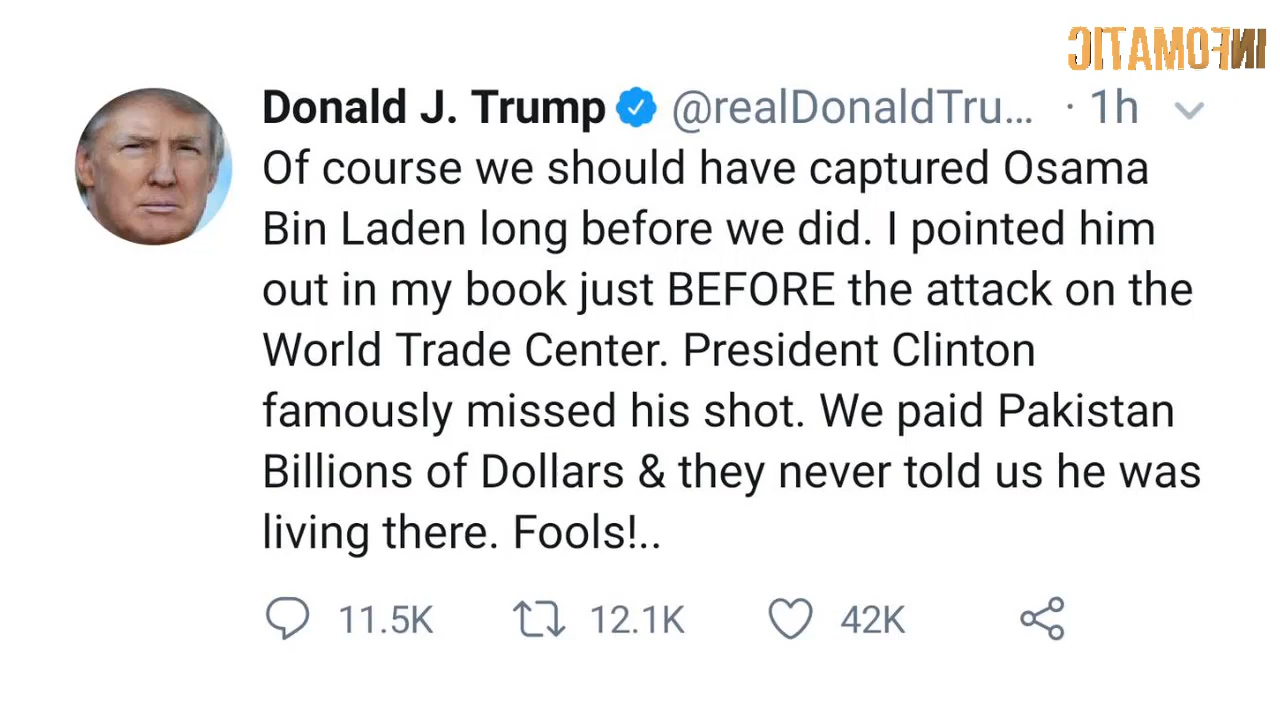 INFOMATIC
Donald J. Trump @realDonaldTru... · 1h
Of course we should have captured Osama
Bin Laden long before we did. I pointed him
out in my book just BEFORE the attack on the
World Trade Center. President Clinton
famously missed his shot. We paid Pakistan
Billions of Dollars & they never told us he was
living there. Fools!..
11.5K 12.1K 42K